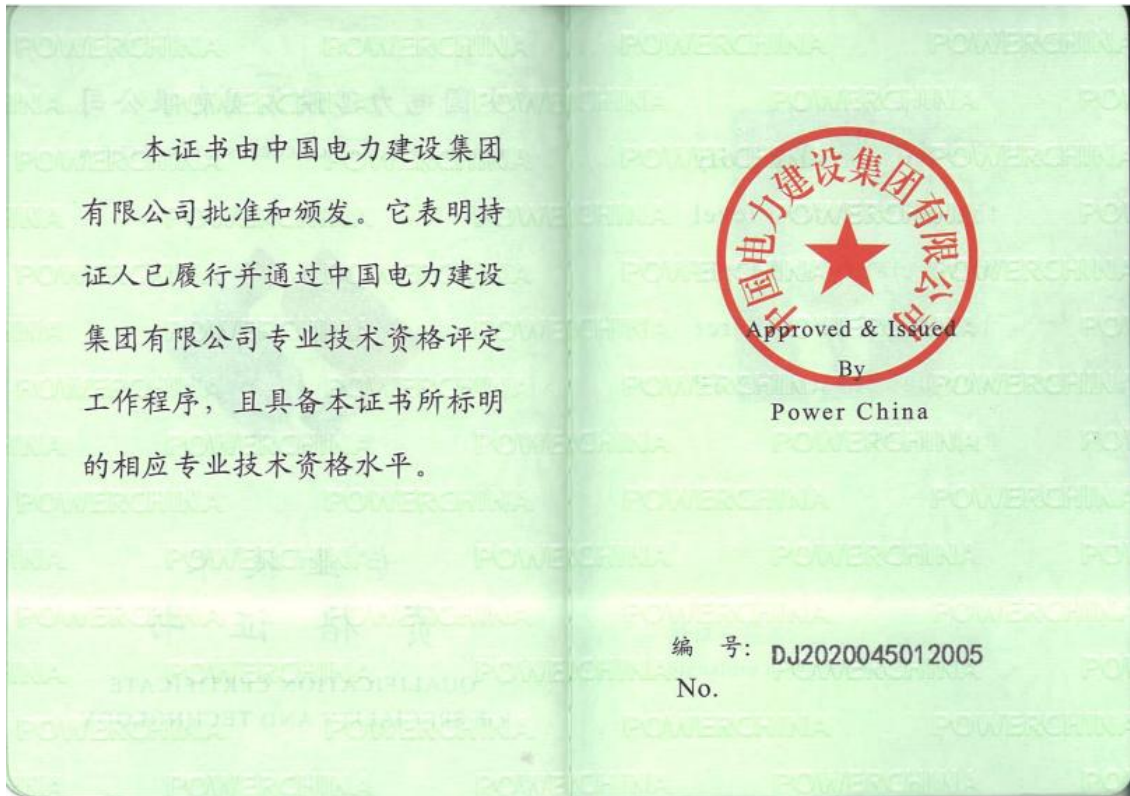 本证书由中国电力建设集团
有限公司批准和颁发。它表明持
证人已履行并通过中国电力建设
集团有限公司专业技术资格评定
工作程序，且具备本证书所标明
的相应专业技术资格水平。
中国电力建设集团有限公司
Approved & Issued
By
Power China
编 号: DJ2020045012005
No.
POWERCHINA